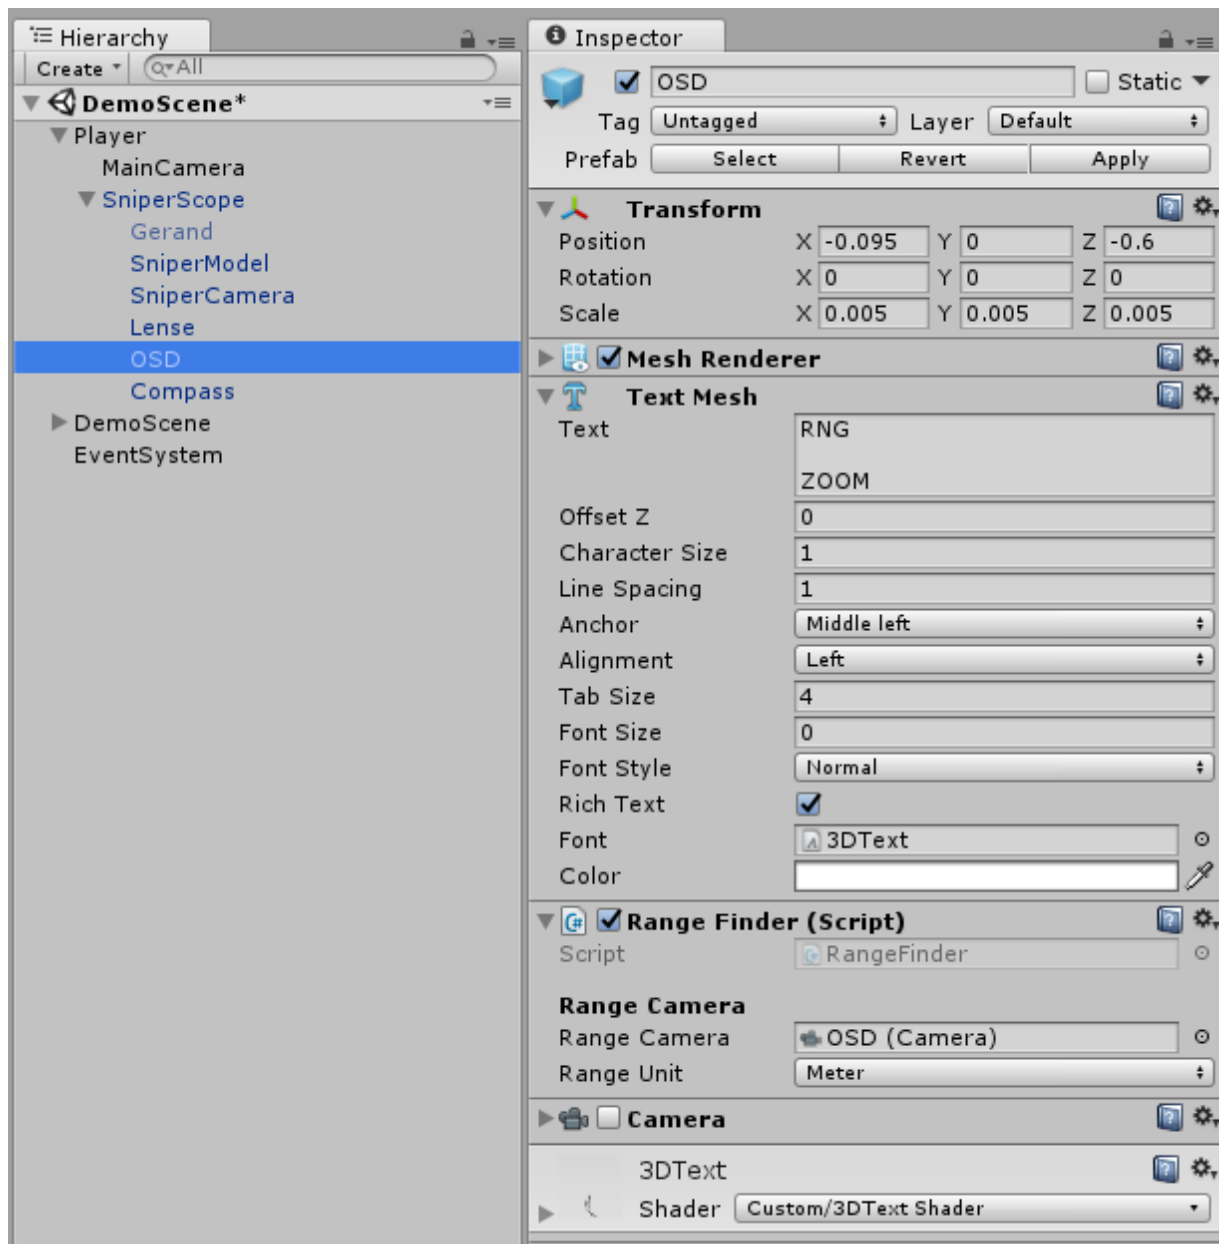 Hierarchy
Create
All
DemoScene*
Player
MainCamera
SniperScope
Gerand
SniperModel
SniperCamera
Lense
OSD
Compass
DemoScene
EventSystem
Inspector
OSD Static
Tag Untagged Layer Default
Prefab Select Revert Apply
Transform
Position X -0.095 Y 0 Z -0.6
Rotation X 0 Y 0 Z 0
Scale X 0.005 Y 0.005 Z 0.005
Mesh Renderer
Text Mesh
Text RNG
ZOOM
Offset Z 0
Character Size 1
Line Spacing 1
Anchor Middle left
Alignment Left
Tab Size 4
Font Size 0
Font Style Normal
Rich Text
Font 3DText
Color
Range Finder (Script)
Script RangeFinder
Range Camera
Range Camera OSD (Camera)
Range Unit Meter
Camera
3DText
Shader Custom/3DText Shader